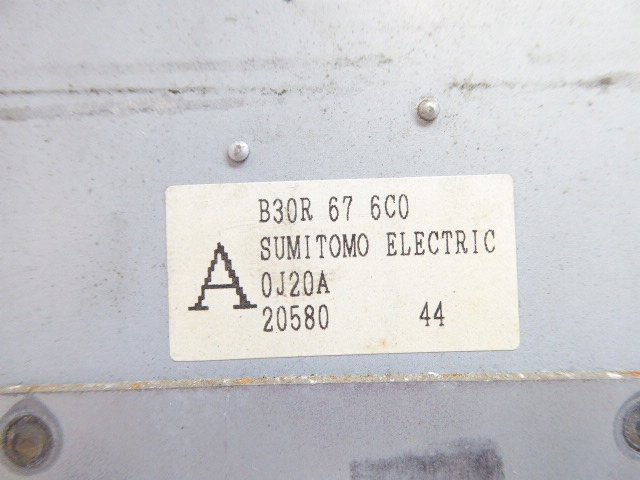 B30R 67 6C0
SUMITOMO ELECTRIC
A
0J20A
20580 44